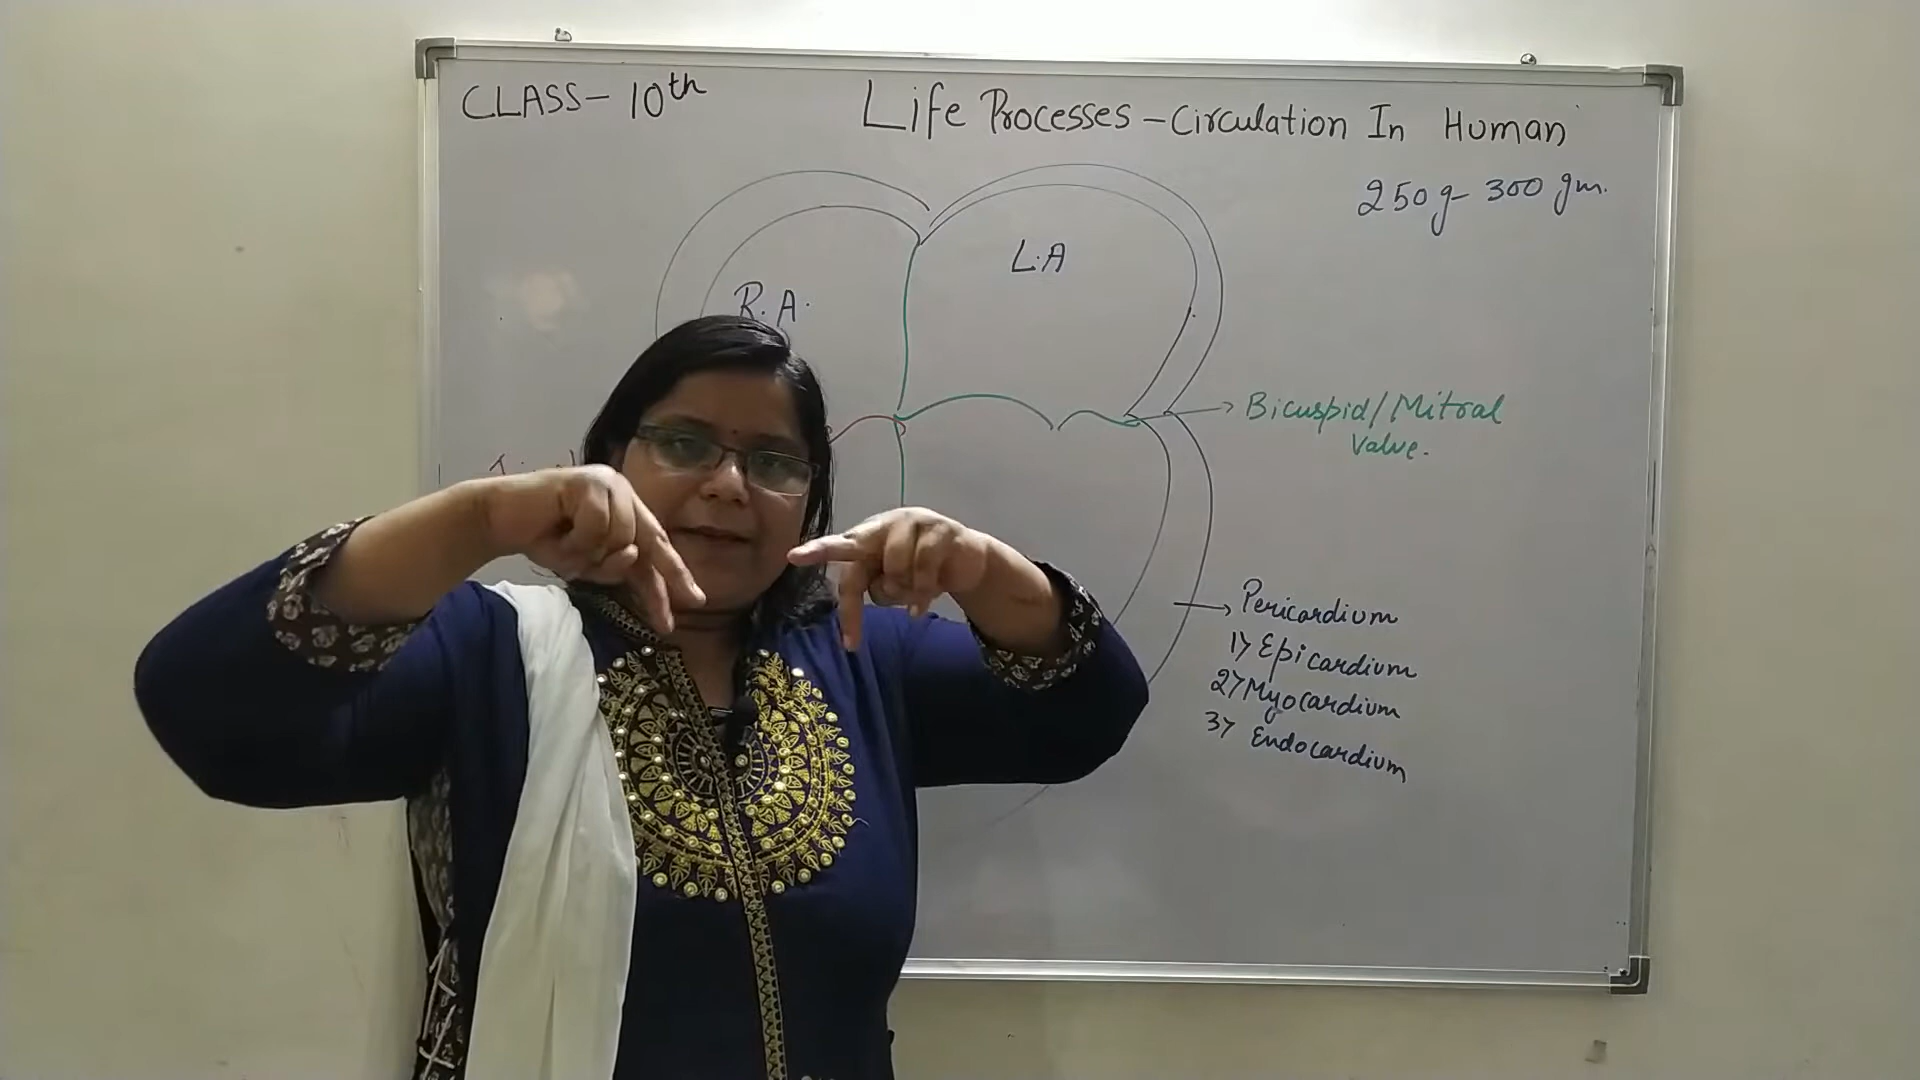 CLASS- 10th
Life Processes - Circulation In Human
250g- 300 gm.
L.A
R.A.
Bicuspid/Mitral
Valve.
Pericardium
1> Epicardium
2> Myocardium
3> Endocardium